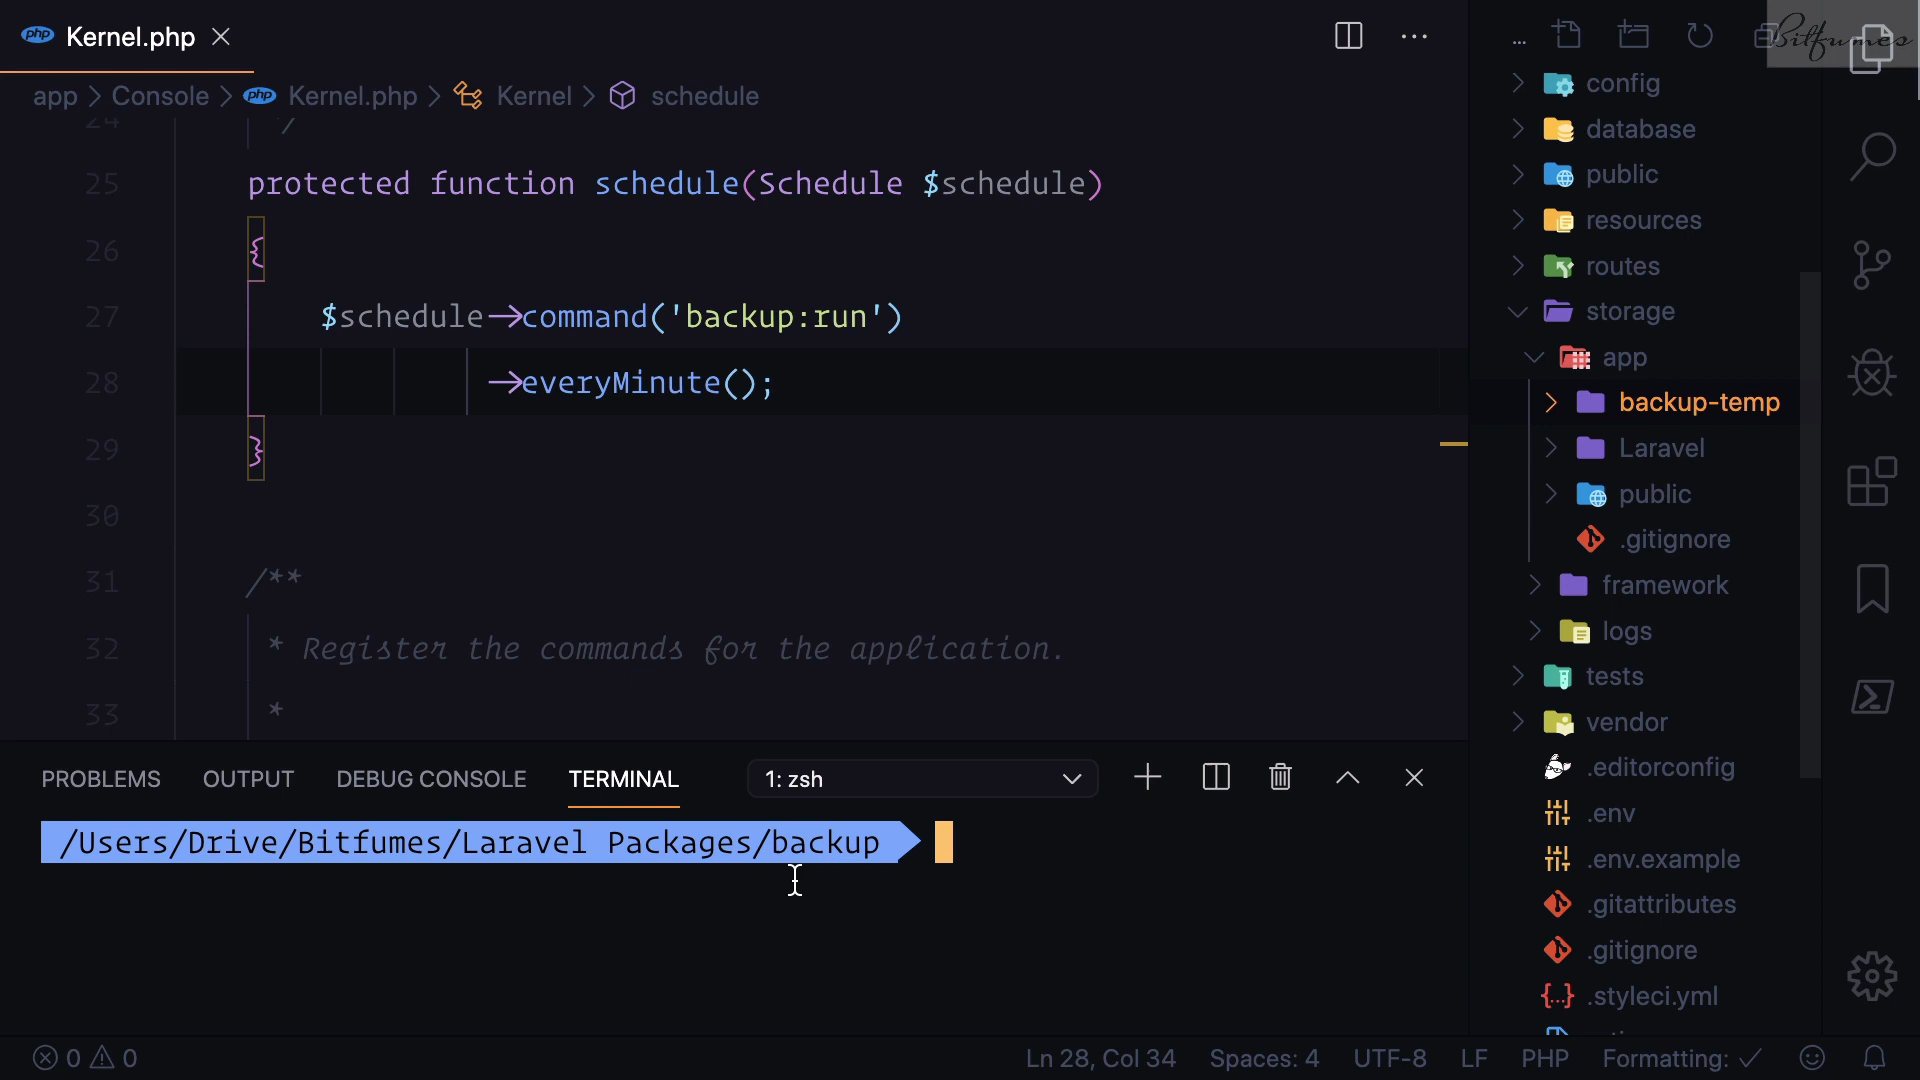 php Kernel.php
app > Console > php Kernel.php > Kernel > schedule
24 */
25 protected function schedule(Schedule $schedule)
26 {
27 $schedule->command('backup:run')
28 ->everyMinute();
29 }
30
31 /**
32 * Register the commands for the application.
33 *
PROBLEMS OUTPUT DEBUG CONSOLE TERMINAL 1: zsh
/Users/Drive/Bitfumes/Laravel Packages/backup
Bitfumes
config
database
public
resources
routes
storage
app
backup-temp
Laravel
public
.gitignore
framework
logs
tests
vendor
.editorconfig
.env
.env.example
.gitattributes
.gitignore
{...} .styleci.yml
0 0 Ln 28, Col 34 Spaces: 4 UTF-8 LF PHP Formatting: ✓